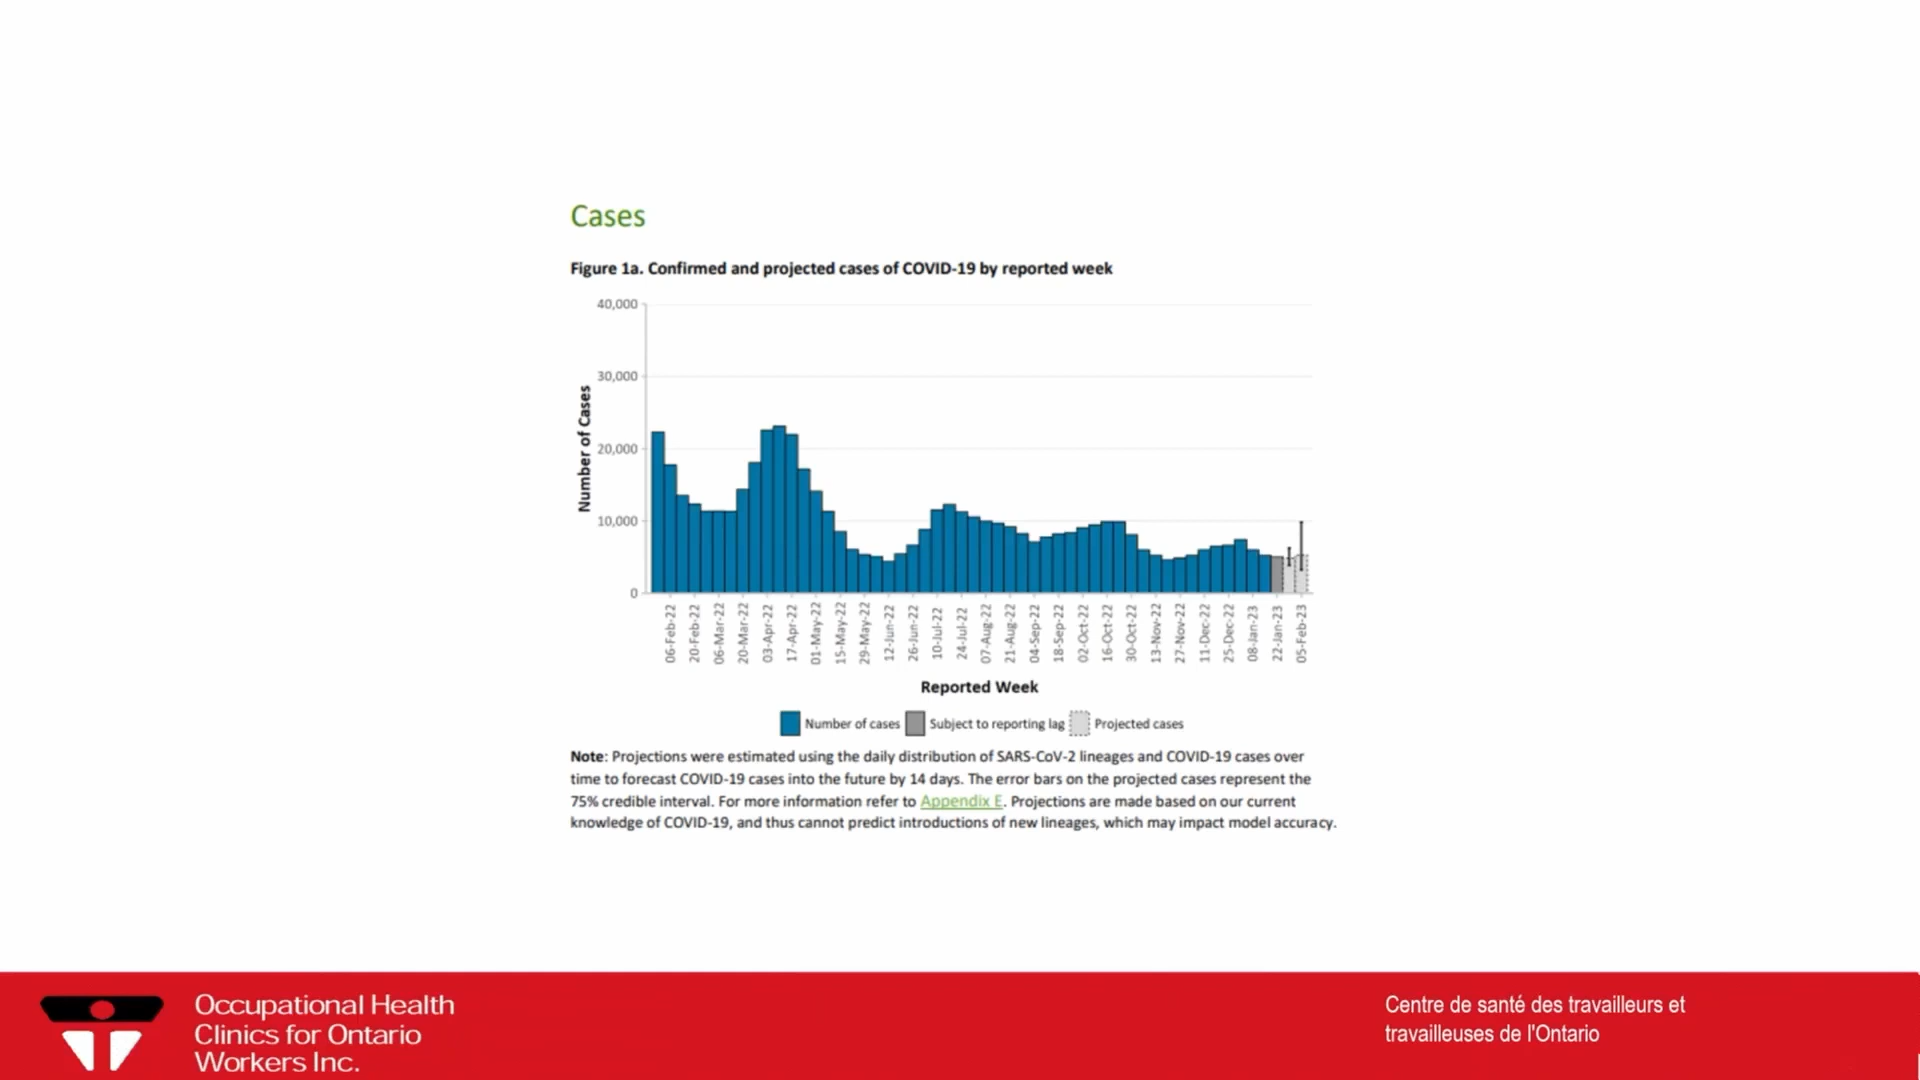 Cases
Figure 1a. Confirmed and projected cases of COVID-19 by reported week
40,000
30,000
20,000
10,000
0
Number of Cases
06-Feb-22
20-Feb-22
06-Mar-22
20-Mar-22
03-Apr-22
17-Apr-22
01-May-22
15-May-22
29-May-22
12-Jun-22
26-Jun-22
10-Jul-22
24-Jul-22
07-Aug-22
21-Aug-22
04-Sep-22
18-Sep-22
02-Oct-22
16-Oct-22
30-Oct-22
13-Nov-22
27-Nov-22
11-Dec-22
25-Dec-22
08-Jan-23
22-Jan-23
05-Feb-23
Reported Week
Number of cases Subject to reporting lag Projected cases
Note: Projections were estimated using the daily distribution of SARS-CoV-2 lineages and COVID-19 cases over
time to forecast COVID-19 cases into the future by 14 days. The error bars on the projected cases represent the
75% credible interval. For more information refer to Appendix E. Projections are made based on our current
knowledge of COVID-19, and thus cannot predict introductions of new lineages, which may impact model accuracy.
Occupational Health
Clinics for Ontario
Workers Inc.
Centre de santé des travailleurs et
travailleuses de l'Ontario